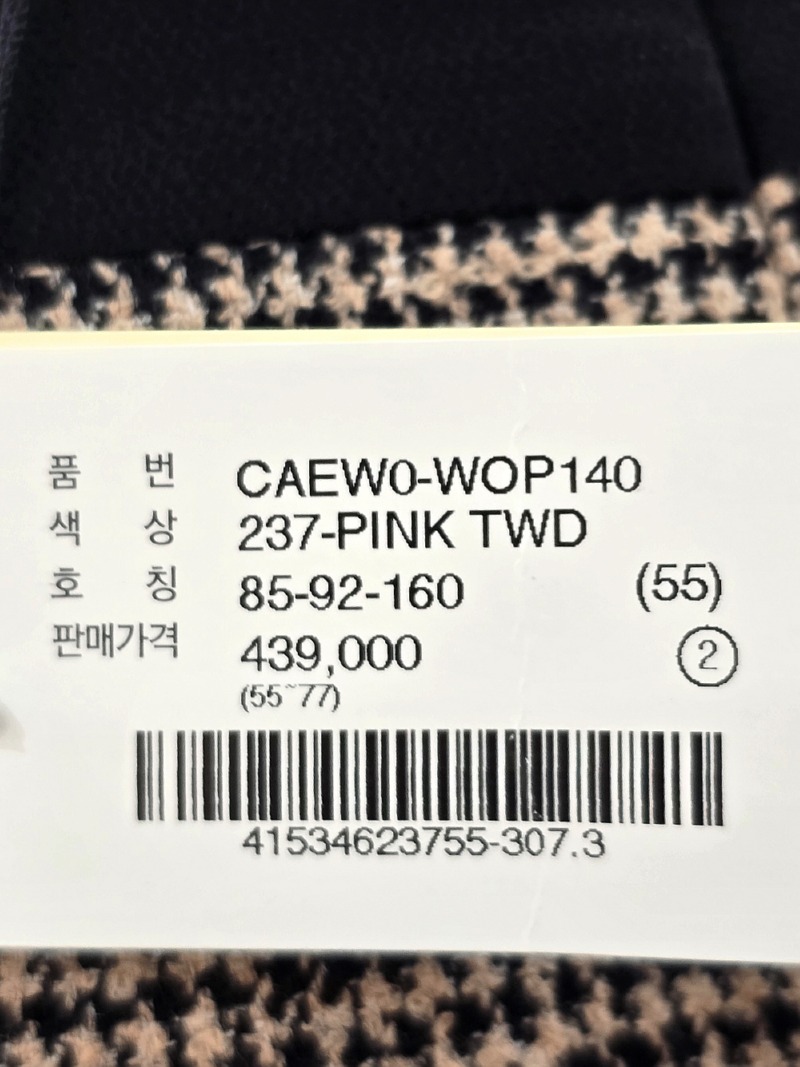 품 번 CAEW0-WOP140
색 상 237-PINK TWD
호 칭 85-92-160 (55)
판매가격 439,000 ②
(55~77)
41534623755-307.3